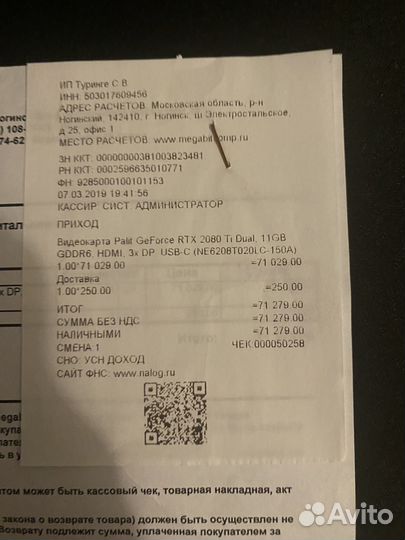 ИП Туринге С В
ИНН: 503017609456
АДРЕС РАСЧЕТОВ: Московская область, р-н
Ногинский, 142410, г. Ногинск, ш Электростальское,
д 25, офис 1
МЕСТО РАСЧЕТОВ: www.megabitcomp.ru
ЗН ККТ: 00000000381003823481
РН ККТ: 0002596635010771
ФН: 9285000100101153
07.03.2019 19:41:56
КАССИР: СИСТ. АДМИНИСТРАТОР
ПРИХОД
Видеокарта Palit GeForce RTX 2080 Ti Dual, 11GB
GDDR6, HDMI, 3x DP, USB-C (NE6208T020LC-150A)
1.00*71 029.00 =71 029.00
Доставка
1.00*250.00 =250.00
ИТОГ =71 279.00
СУММА БЕЗ НДС =71 279.00
НАЛИЧНЫМИ =71 279.00
СМЕНА 1 ЧЕК:000050258
СНО: УСН ДОХОД
САЙТ ФНС: www.nalog.ru
) 108-
74-62
3x DP
нтом может быть кассовый чек, товарная накладная, акт
закона о возврате товара) должен быть осуществлен не
Возврату подлежит сумма, уплаченная покупателем за
Avito